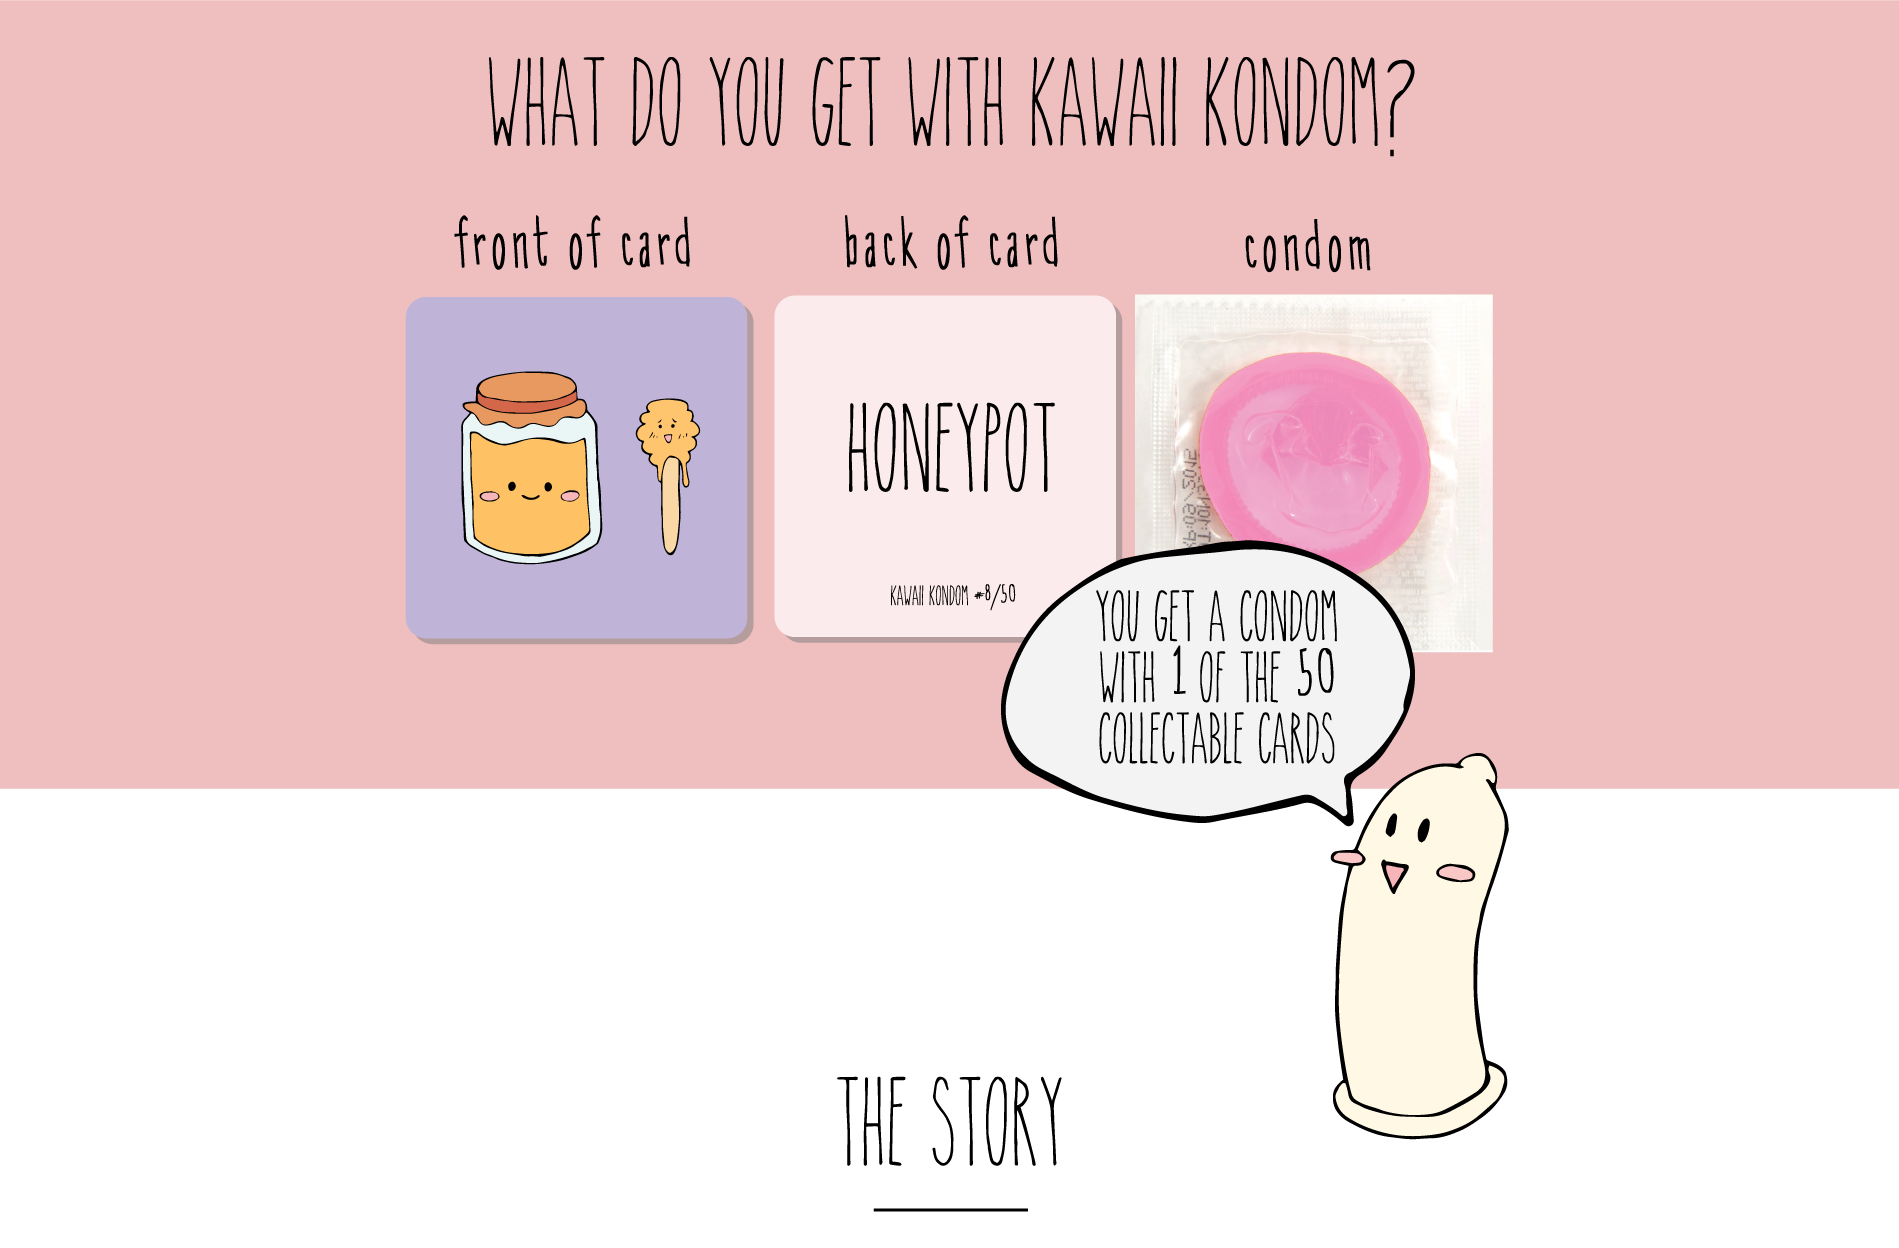 WHAT DO YOU GET WITH KAWAII KONDOM?
front of card
back of card
condom
HONEYPOT
KAWAII KONDOM #8/50
YOU GET A CONDOM
WITH 1 OF THE 50
COLLECTABLE CARDS
THE STORY